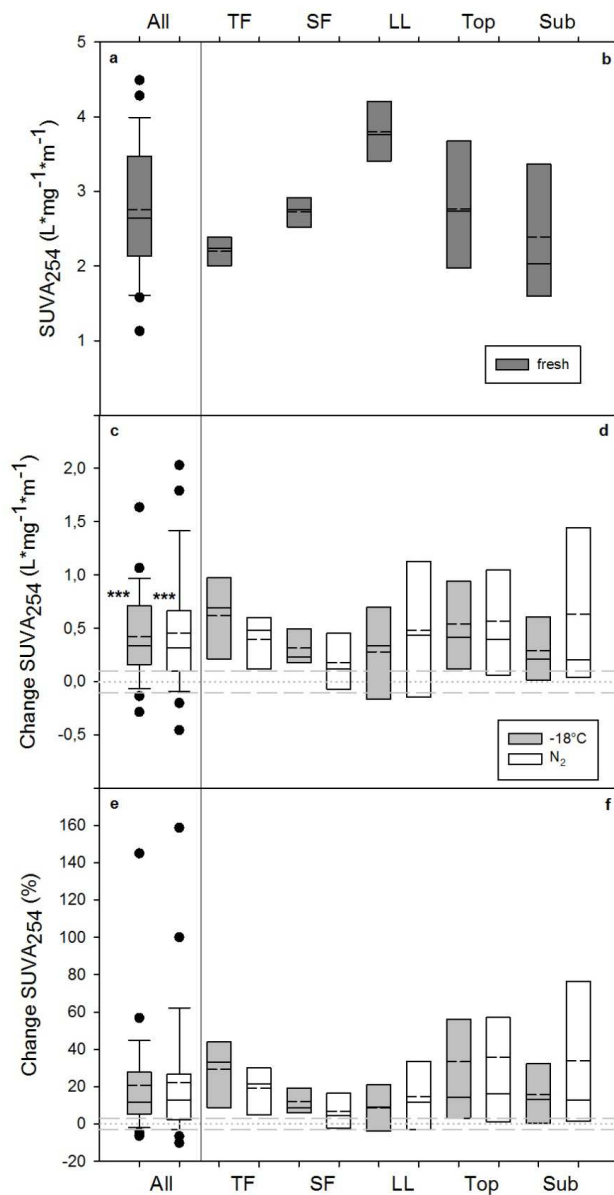 All TF SF LL Top Sub
a b
5
4
3
2
1
SUVA254 (L*mg-1*m-1)
fresh
c d
2,0
1,5
1,0
0,5
0,0
-0,5
Change SUVA254 (L*mg-1*m-1)
*** ***
-18°C
N2
e f
160
140
120
100
80
60
40
20
0
-20
Change SUVA254 (%)
All TF SF LL Top Sub